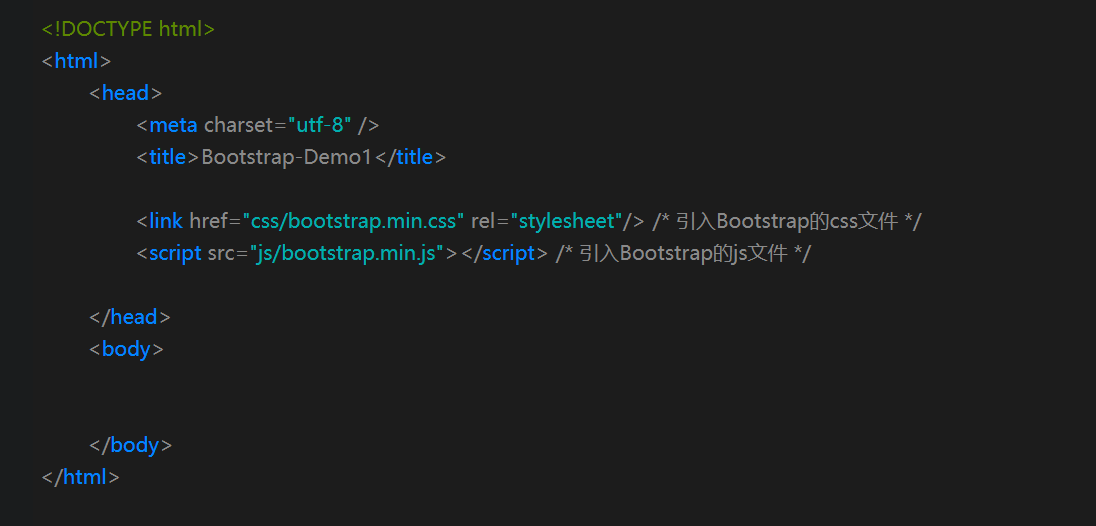 <!DOCTYPE html>
<html>
<head>
<meta charset="utf-8" />
<title>Bootstrap-Demo1</title>
<link href="css/bootstrap.min.css" rel="stylesheet"/> /* 引入Bootstrap的css文件 */
<script src="js/bootstrap.min.js"></script> /* 引入Bootstrap的js文件 */
</head>
<body>
</body>
</html>